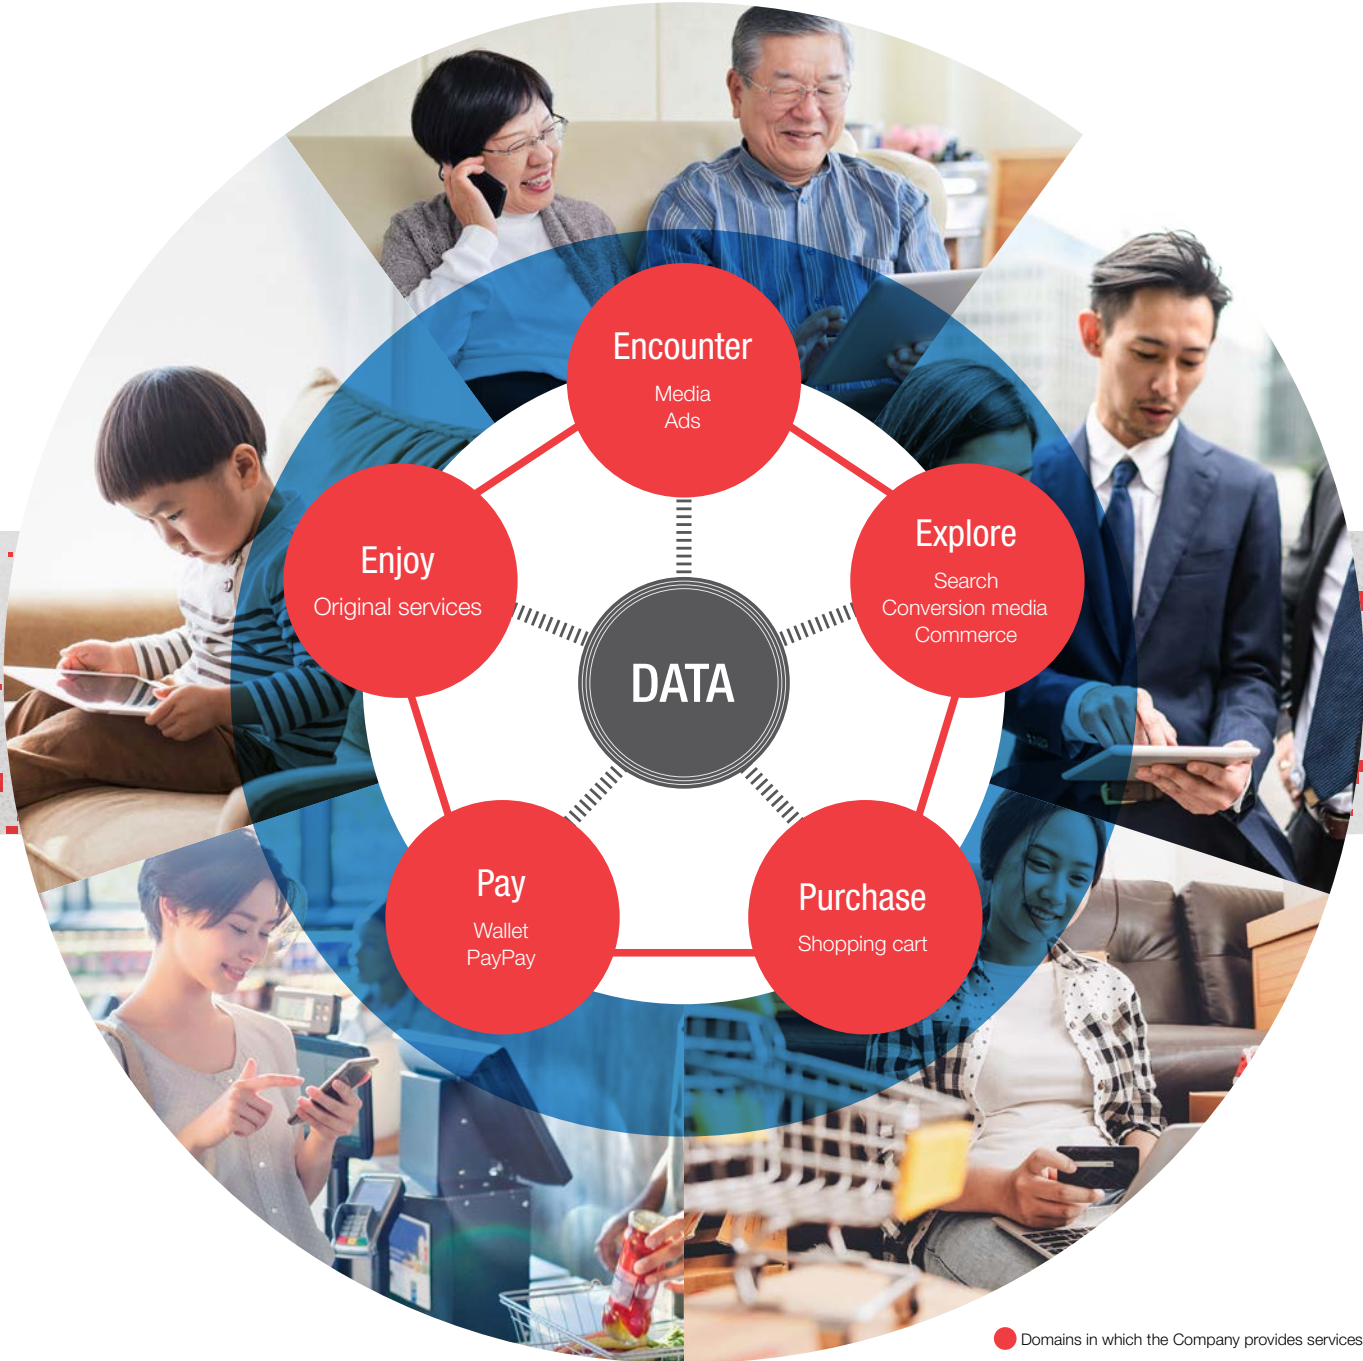 Encounter
Media
Ads
Explore
Search
Conversion media
Commerce
Enjoy
Original services
DATA
Pay
Wallet
PayPay
Purchase
Shopping cart
Domains in which the Company provides services